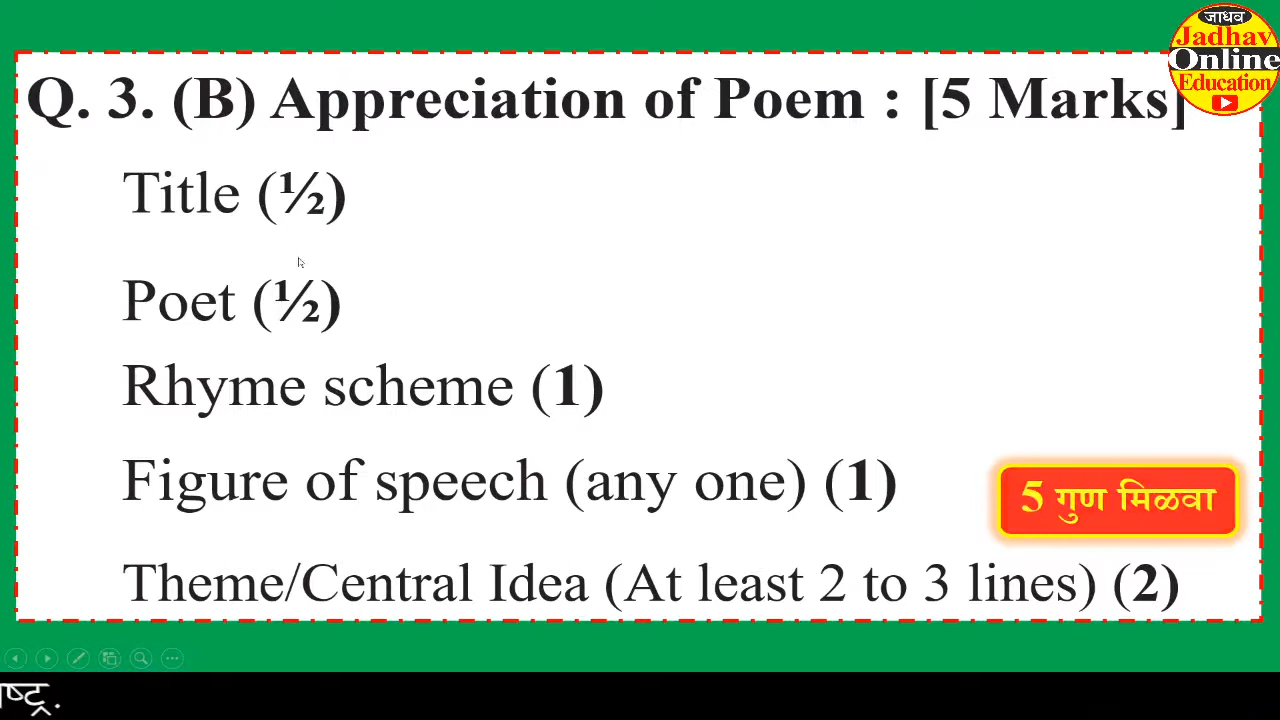 जाधव
Jadhav
Online
Education
Q. 3. (B) Appreciation of Poem : [5 Marks]
Title (½)
Poet (½)
Rhyme scheme (1)
Figure of speech (any one) (1)
5 गुण मिळवा
Theme/Central Idea (At least 2 to 3 lines) (2)